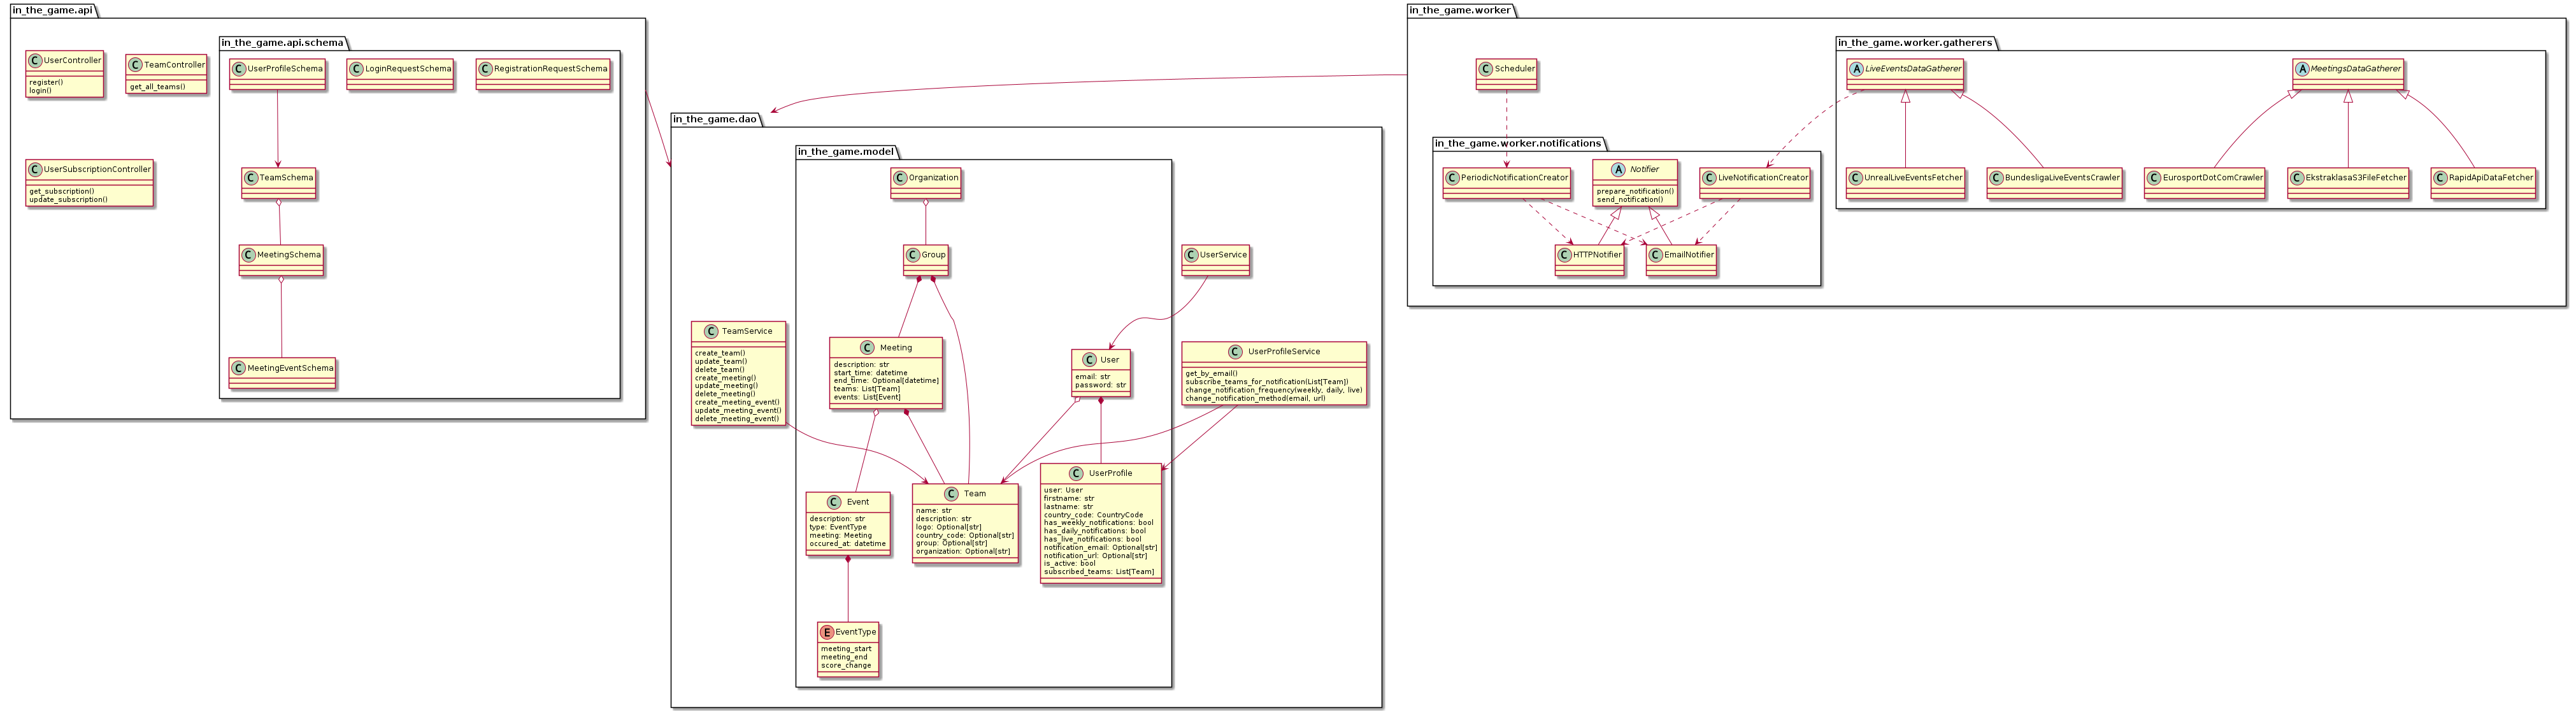 in_the_game.api
UserController
register()
login()
TeamController
get_all_teams()
UserSubscriptionController
get_subscription()
update_subscription()
in_the_game.api.schema
UserProfileSchema
LoginRequestSchema
RegistrationRequestSchema
TeamSchema
MeetingSchema
MeetingEventSchema
in_the_game.dao
TeamService
create_team()
update_team()
delete_team()
create_meeting()
update_meeting()
delete_meeting()
create_meeting_event()
update_meeting_event()
delete_meeting_event()
in_the_game.model
Organization
Group
Meeting
description: str
start_time: datetime
end_time: Optional[datetime]
teams: List[Team]
events: List[Event]
User
email: str
password: str
Event
description: str
type: EventType
meeting: Meeting
occured_at: datetime
Team
name: str
description: str
logo: Optional[str]
country_code: Optional[str]
group: Optional[str]
organization: Optional[str]
UserProfile
user: User
firstname: str
lastname: str
country_code: CountryCode
has_weekly_notifications: bool
has_daily_notifications: bool
has_live_notifications: bool
notification_email: Optional[str]
notification_url: Optional[str]
is_active: bool
subscribed_teams: List[Team]
EventType
meeting_start
meeting_end
score_change
UserService
UserProfileService
get_by_email()
subscribe_teams_for_notification(List[Team])
change_notification_frequency(weekly, daily, live)
change_notification_method(email, url)
in_the_game.worker
Scheduler
in_the_game.worker.notifications
PeriodicNotificationCreator
Notifier
prepare_notification()
send_notification()
LiveNotificationCreator
HTTPNotifier
EmailNotifier
in_the_game.worker.gatherers
LiveEventsDataGatherer
MeetingsDataGatherer
UnrealLiveEventsFetcher
BundesligaLiveEventsCrawler
EurosportDotComCrawler
EkstraklasaS3FileFetcher
RapidApiDataFetcher